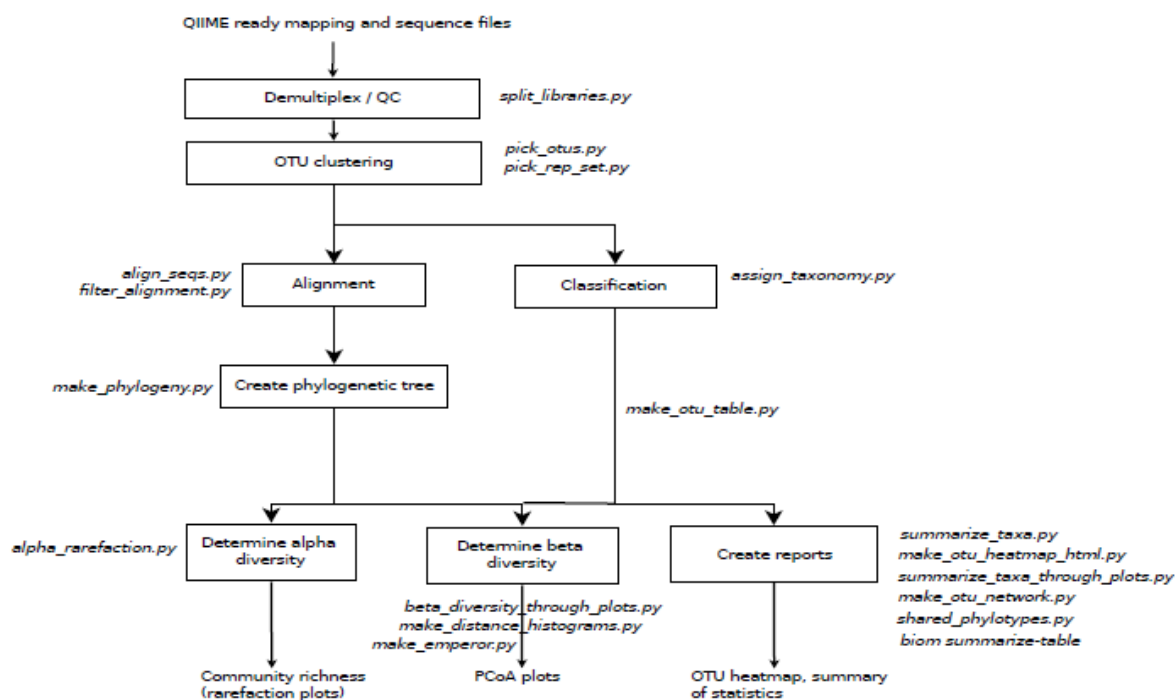 QIIME ready mapping and sequence files
Demultiplex / QC
split_libraries.py
OTU clustering
pick_otus.py
pick_rep_set.py
align_seqs.py
filter_alignment.py
Alignment
Classification
assign_taxonomy.py
make_phylogeny.py
Create phylogenetic tree
make_otu_table.py
alpha_rarefaction.py
Determine alpha
diversity
Determine beta
diversity
Create reports
summarize_taxa.py
make_otu_heatmap_html.py
summarize_taxa_through_plots.py
make_otu_network.py
shared_phylotypes.py
biom summarize-table
beta_diversity_through_plots.py
make_distance_histograms.py
make_emperor.py
Community richness
(rarefaction plots)
PCoA plots
OTU heatmap, summary
of statistics